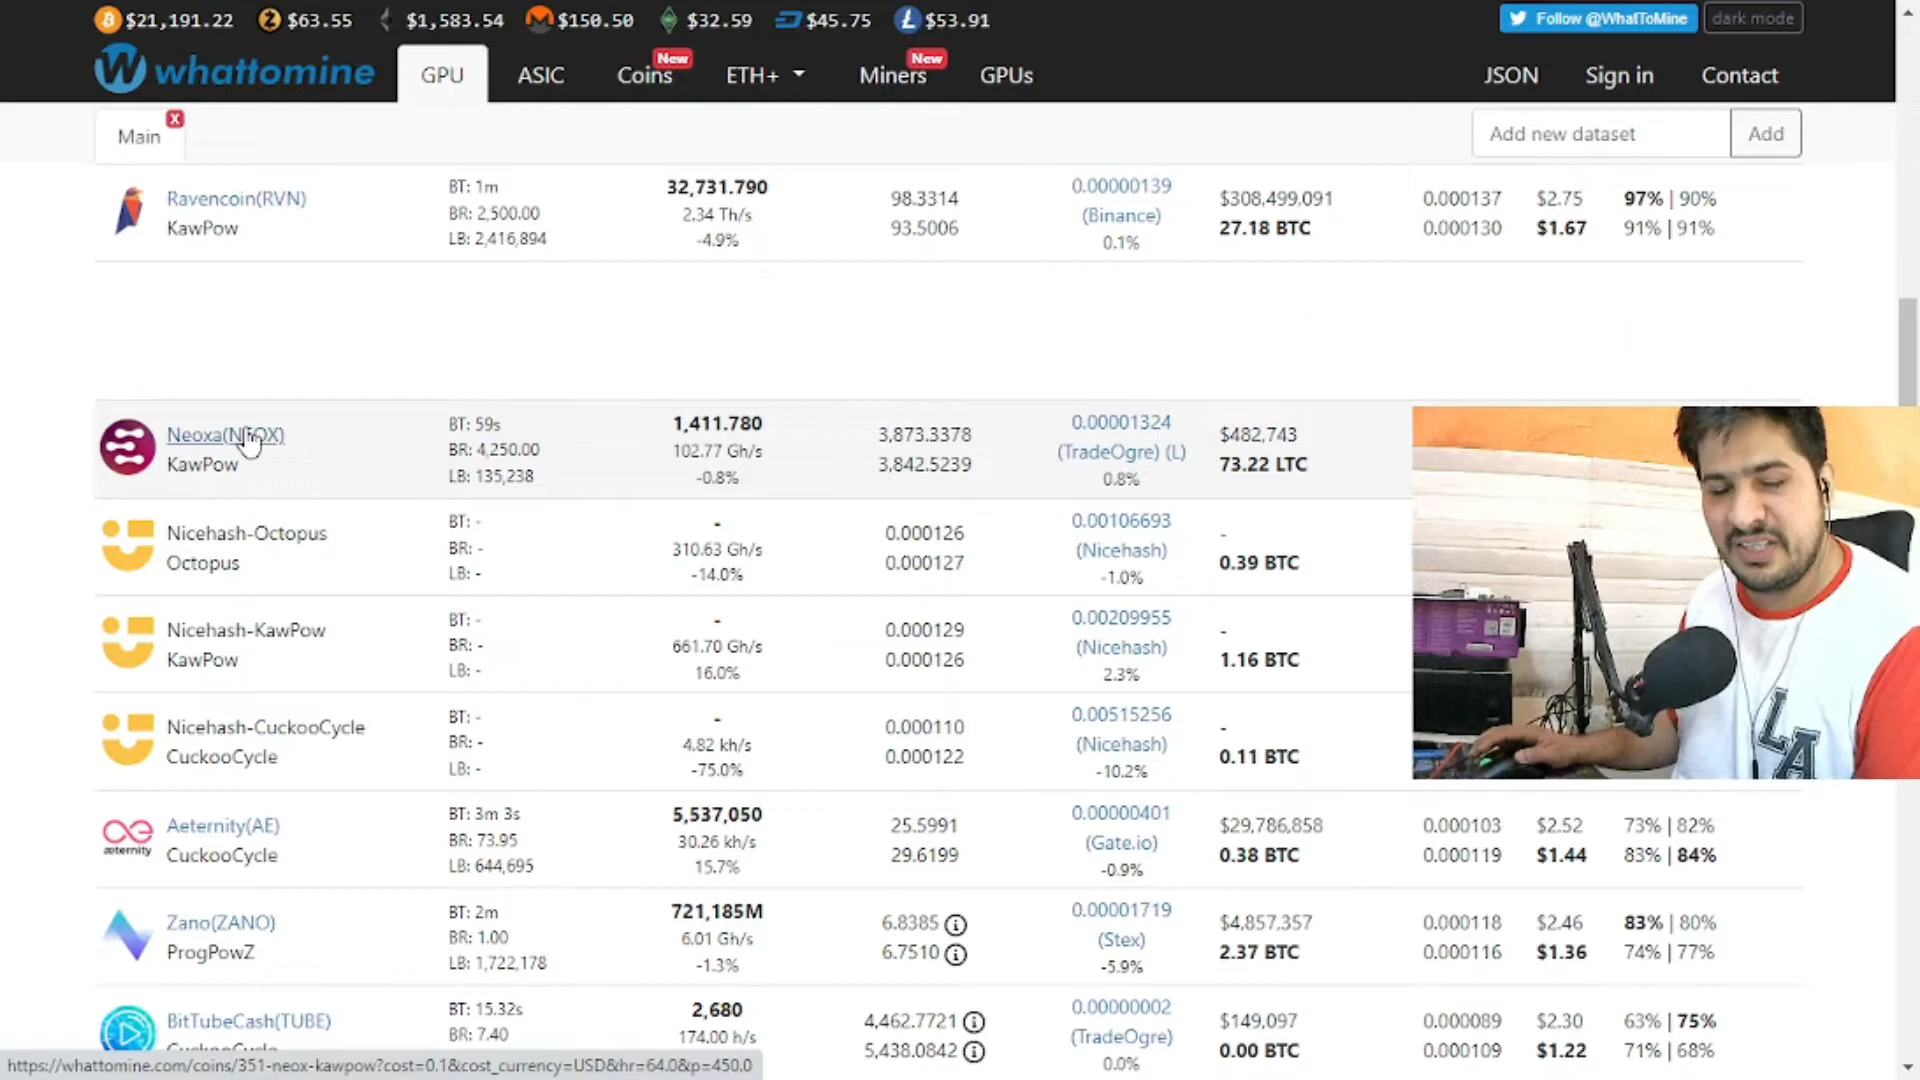 $21,191.22 $63.55 $1,583.54 $150.50 $32.59 $45.75 $53.91 Follow @WhatToMine dark mode
whattomine GPU ASIC Coins New ETH+ Miners New GPUs JSON Sign in Contact
Main X Add new dataset Add
Ravencoin(RVN)
KawPow
BT: 1m
BR: 2,500.00
LB: 2,416,894
32,731.790
2.34 Th/s
-4.9%
98.3314
93.5006
0.00000139
(Binance)
0.1%
$308,499,091
27.18 BTC
0.000137
0.000130
$2.75
$1.67
97% | 90%
91% | 91%
Neoxa(NEOX)
KawPow
BT: 59s
BR: 4,250.00
LB: 135,238
1,411.780
102.77 Gh/s
-0.8%
3,873.3378
3,842.5239
0.00001324
(TradeOgre) (L)
0.8%
$482,743
73.22 LTC
Nicehash-Octopus
Octopus
BT: -
BR: -
LB: -
-
310.63 Gh/s
-14.0%
0.000126
0.000127
0.00106693
(Nicehash)
-1.0%
-
0.39 BTC
Nicehash-KawPow
KawPow
BT: -
BR: -
LB: -
-
661.70 Gh/s
16.0%
0.000129
0.000126
0.00209955
(Nicehash)
2.3%
-
1.16 BTC
Nicehash-CuckooCycle
CuckooCycle
BT: -
BR: -
LB: -
-
4.82 kh/s
-75.0%
0.000110
0.000122
0.00515256
(Nicehash)
-10.2%
-
0.11 BTC
LA
Aeternity(AE)
CuckooCycle
æternity
BT: 3m 3s
BR: 73.95
LB: 644,695
5,537,050
30.26 kh/s
15.7%
25.5991
29.6199
0.00000401
(Gate.io)
-0.9%
$29,786,858
0.38 BTC
0.000103
0.000119
$2.52
$1.44
73% | 82%
83% | 84%
Zano(ZANO)
ProgPowZ
BT: 2m
BR: 1.00
LB: 1,722,178
721,185M
6.01 Gh/s
-1.3%
6.8385
6.7510
0.00001719
(Stex)
-5.9%
$4,857,357
2.37 BTC
0.000118
0.000116
$2.46
$1.36
83% | 80%
74% | 77%
BitTubeCash(TUBE)
CuckooCycle
BT: 15.32s
BR: 7.40
2,680
174.00 h/s
4,462.7721
5,438.0842
0.00000002
(TradeOgre)
0.0%
$149,097
0.00 BTC
0.000089
0.000109
$2.30
$1.22
63% | 75%
71% | 68%
https://whattomine.com/coins/351-neox-kawpow?cost=0.1&cost_currency=USD&hr=64.0&p=450.0